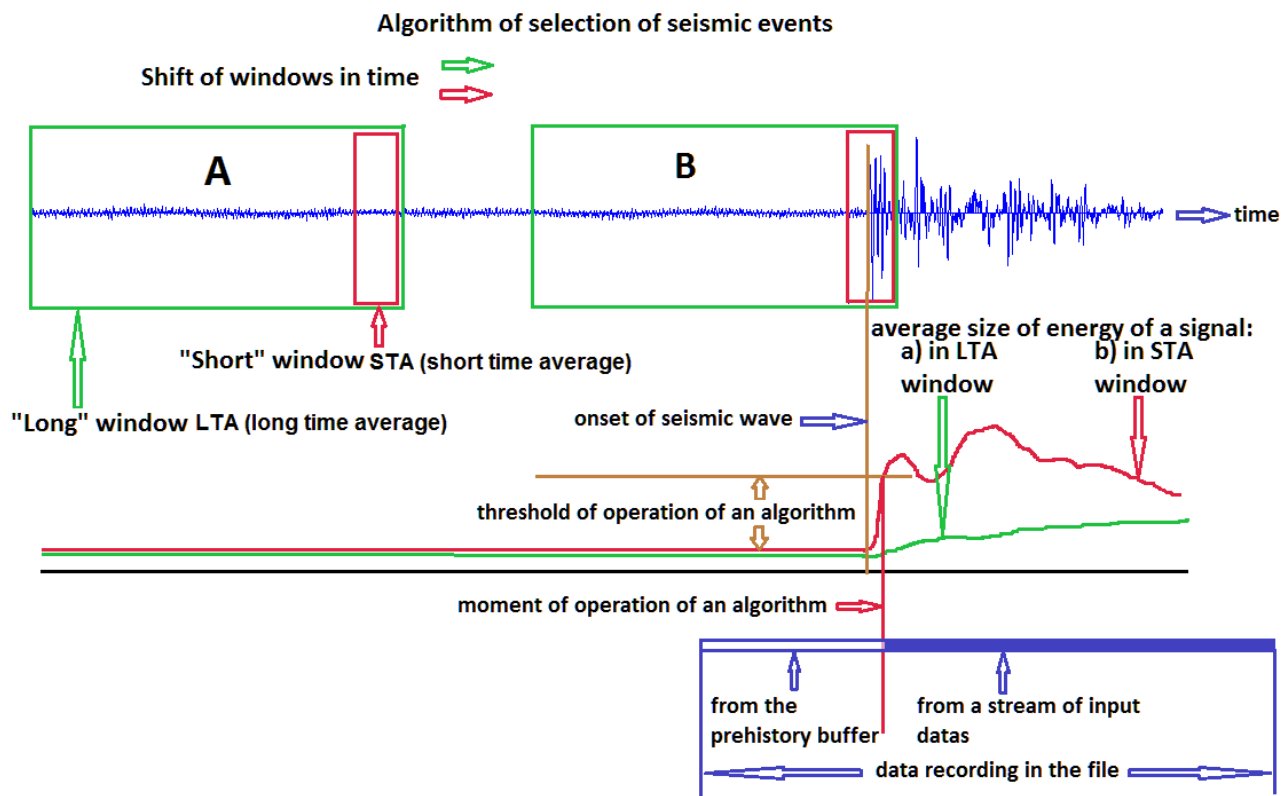 Algorithm of selection of seismic events
Shift of windows in time
A
B
time
"Short" window STA (short time average)
"Long" window LTA (long time average)
average size of energy of a signal:
a) in LTA
window
b) in STA
window
onset of seismic wave
threshold of operation of an algorithm
moment of operation of an algorithm
from the
prehistory buffer
from a stream of input
datas
data recording in the file